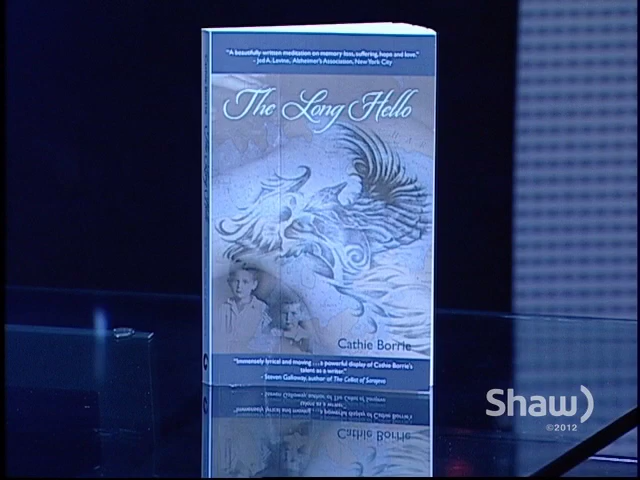 "A beautifully written meditation on memory loss, suffering, hope and love."
- Jed A. Levine, Alzheimer's Association, New York City
The Long Hello
Cathie Borrie
"Immensely lyrical and moving . . . a powerful display of Cathie Borrie's
talent as a writer."
- Steven Galloway, author of The Cellist of Sarajevo
Shaw)
©2012